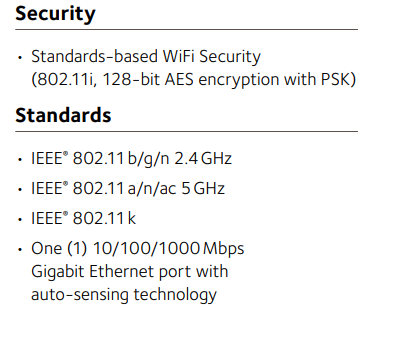 Security
• Standards-based WiFi Security
(802.11i, 128-bit AES encryption with PSK)
Standards
• IEEE® 802.11 b/g/n 2.4 GHz
• IEEE® 802.11 a/n/ac 5 GHz
• IEEE® 802.11 k
• One (1) 10/100/1000 Mbps
Gigabit Ethernet port with
auto-sensing technology